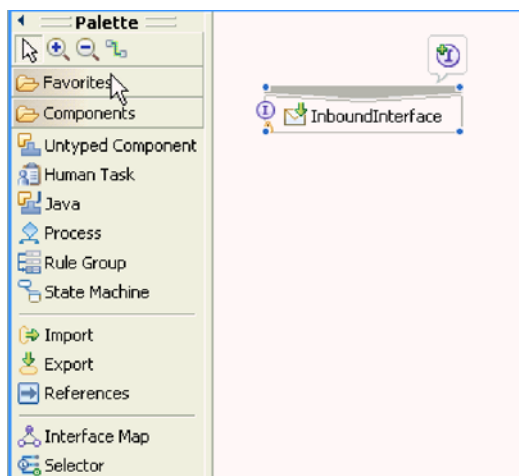 Palette
Favorites
Components
InboundInterface
Untyped Component
Human Task
Java
Process
Rule Group
State Machine
Import
Export
References
Interface Map
Selector